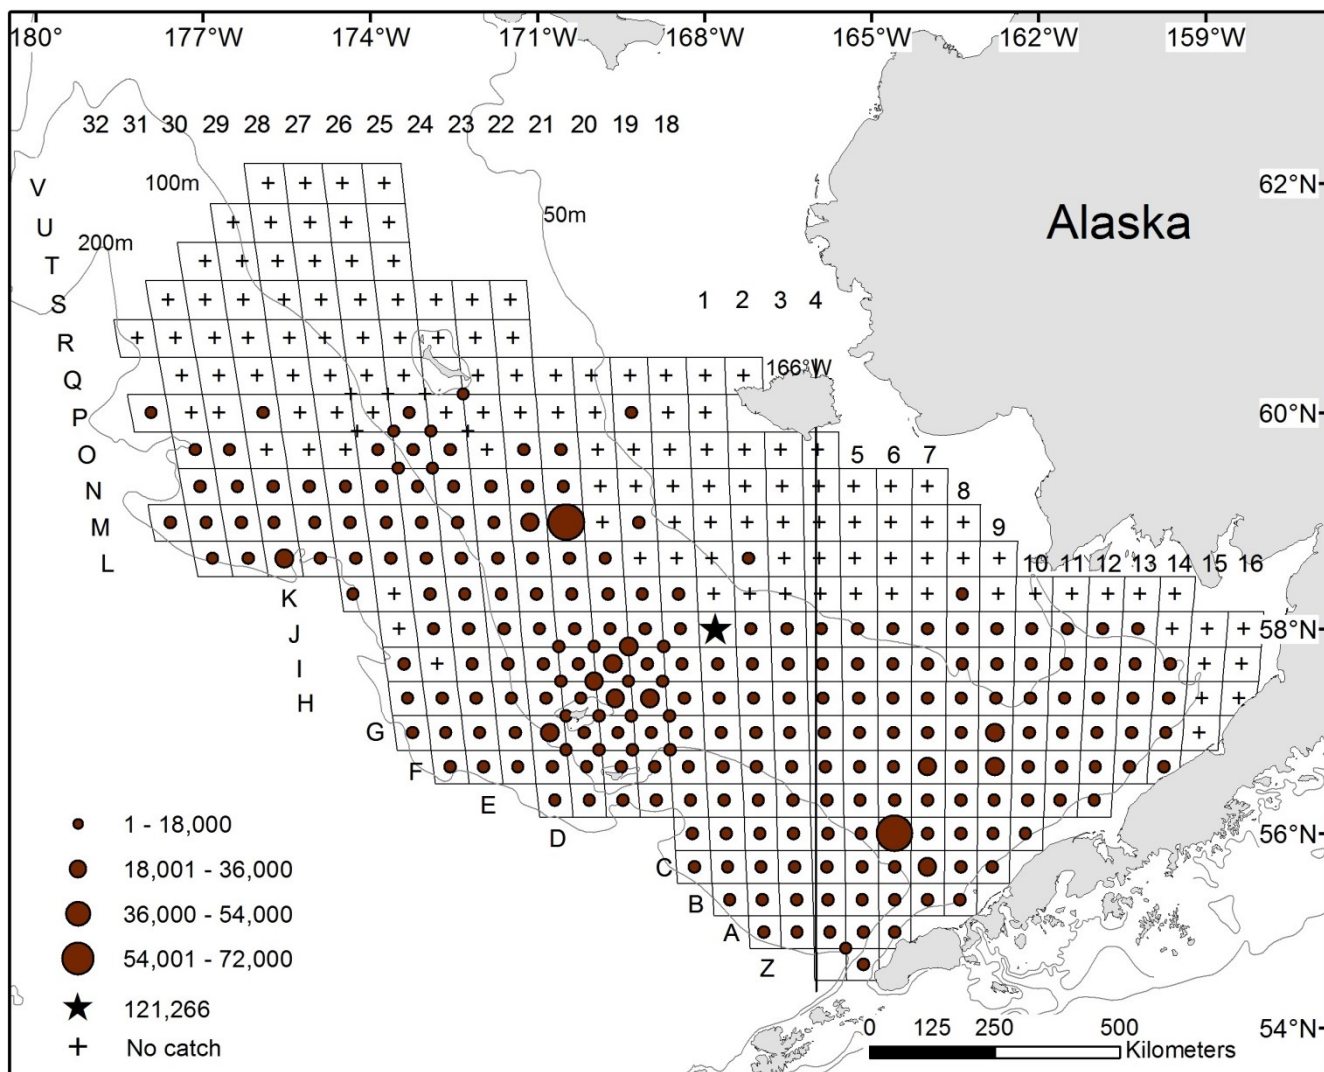 180° 177°W 174°W 171°W 168°W 165°W 162°W 159°W
32 31 30 29 28 27 26 25 24 23 22 21 20 19 18
V 100m 62°N
50m
U Alaska
200m
T
S 1 2 3 4
R
Q 166°W
P 60°N
O 5 6 7
N 8
M 9
L 10 11 12 13 14 15 16
K
J 58°N
I
H
G
F
E
D
1 - 18,000
56°N
C
18,001 - 36,000
B
36,000 - 54,000
A
54,001 - 72,000
Z
121,266
0 125 250 500
54°N
No catch
Kilometers